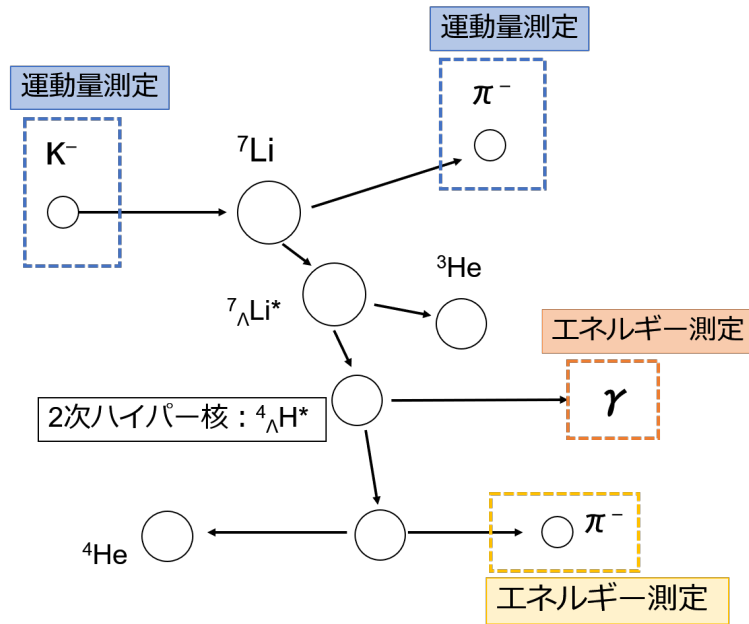 運動量測定
π⁻
運動量測定
K⁻
⁷Li
³He
⁷ΛLi*
エネルギー測定
γ
2次ハイパー核：⁴ΛH*
⁴He
π⁻
エネルギー測定